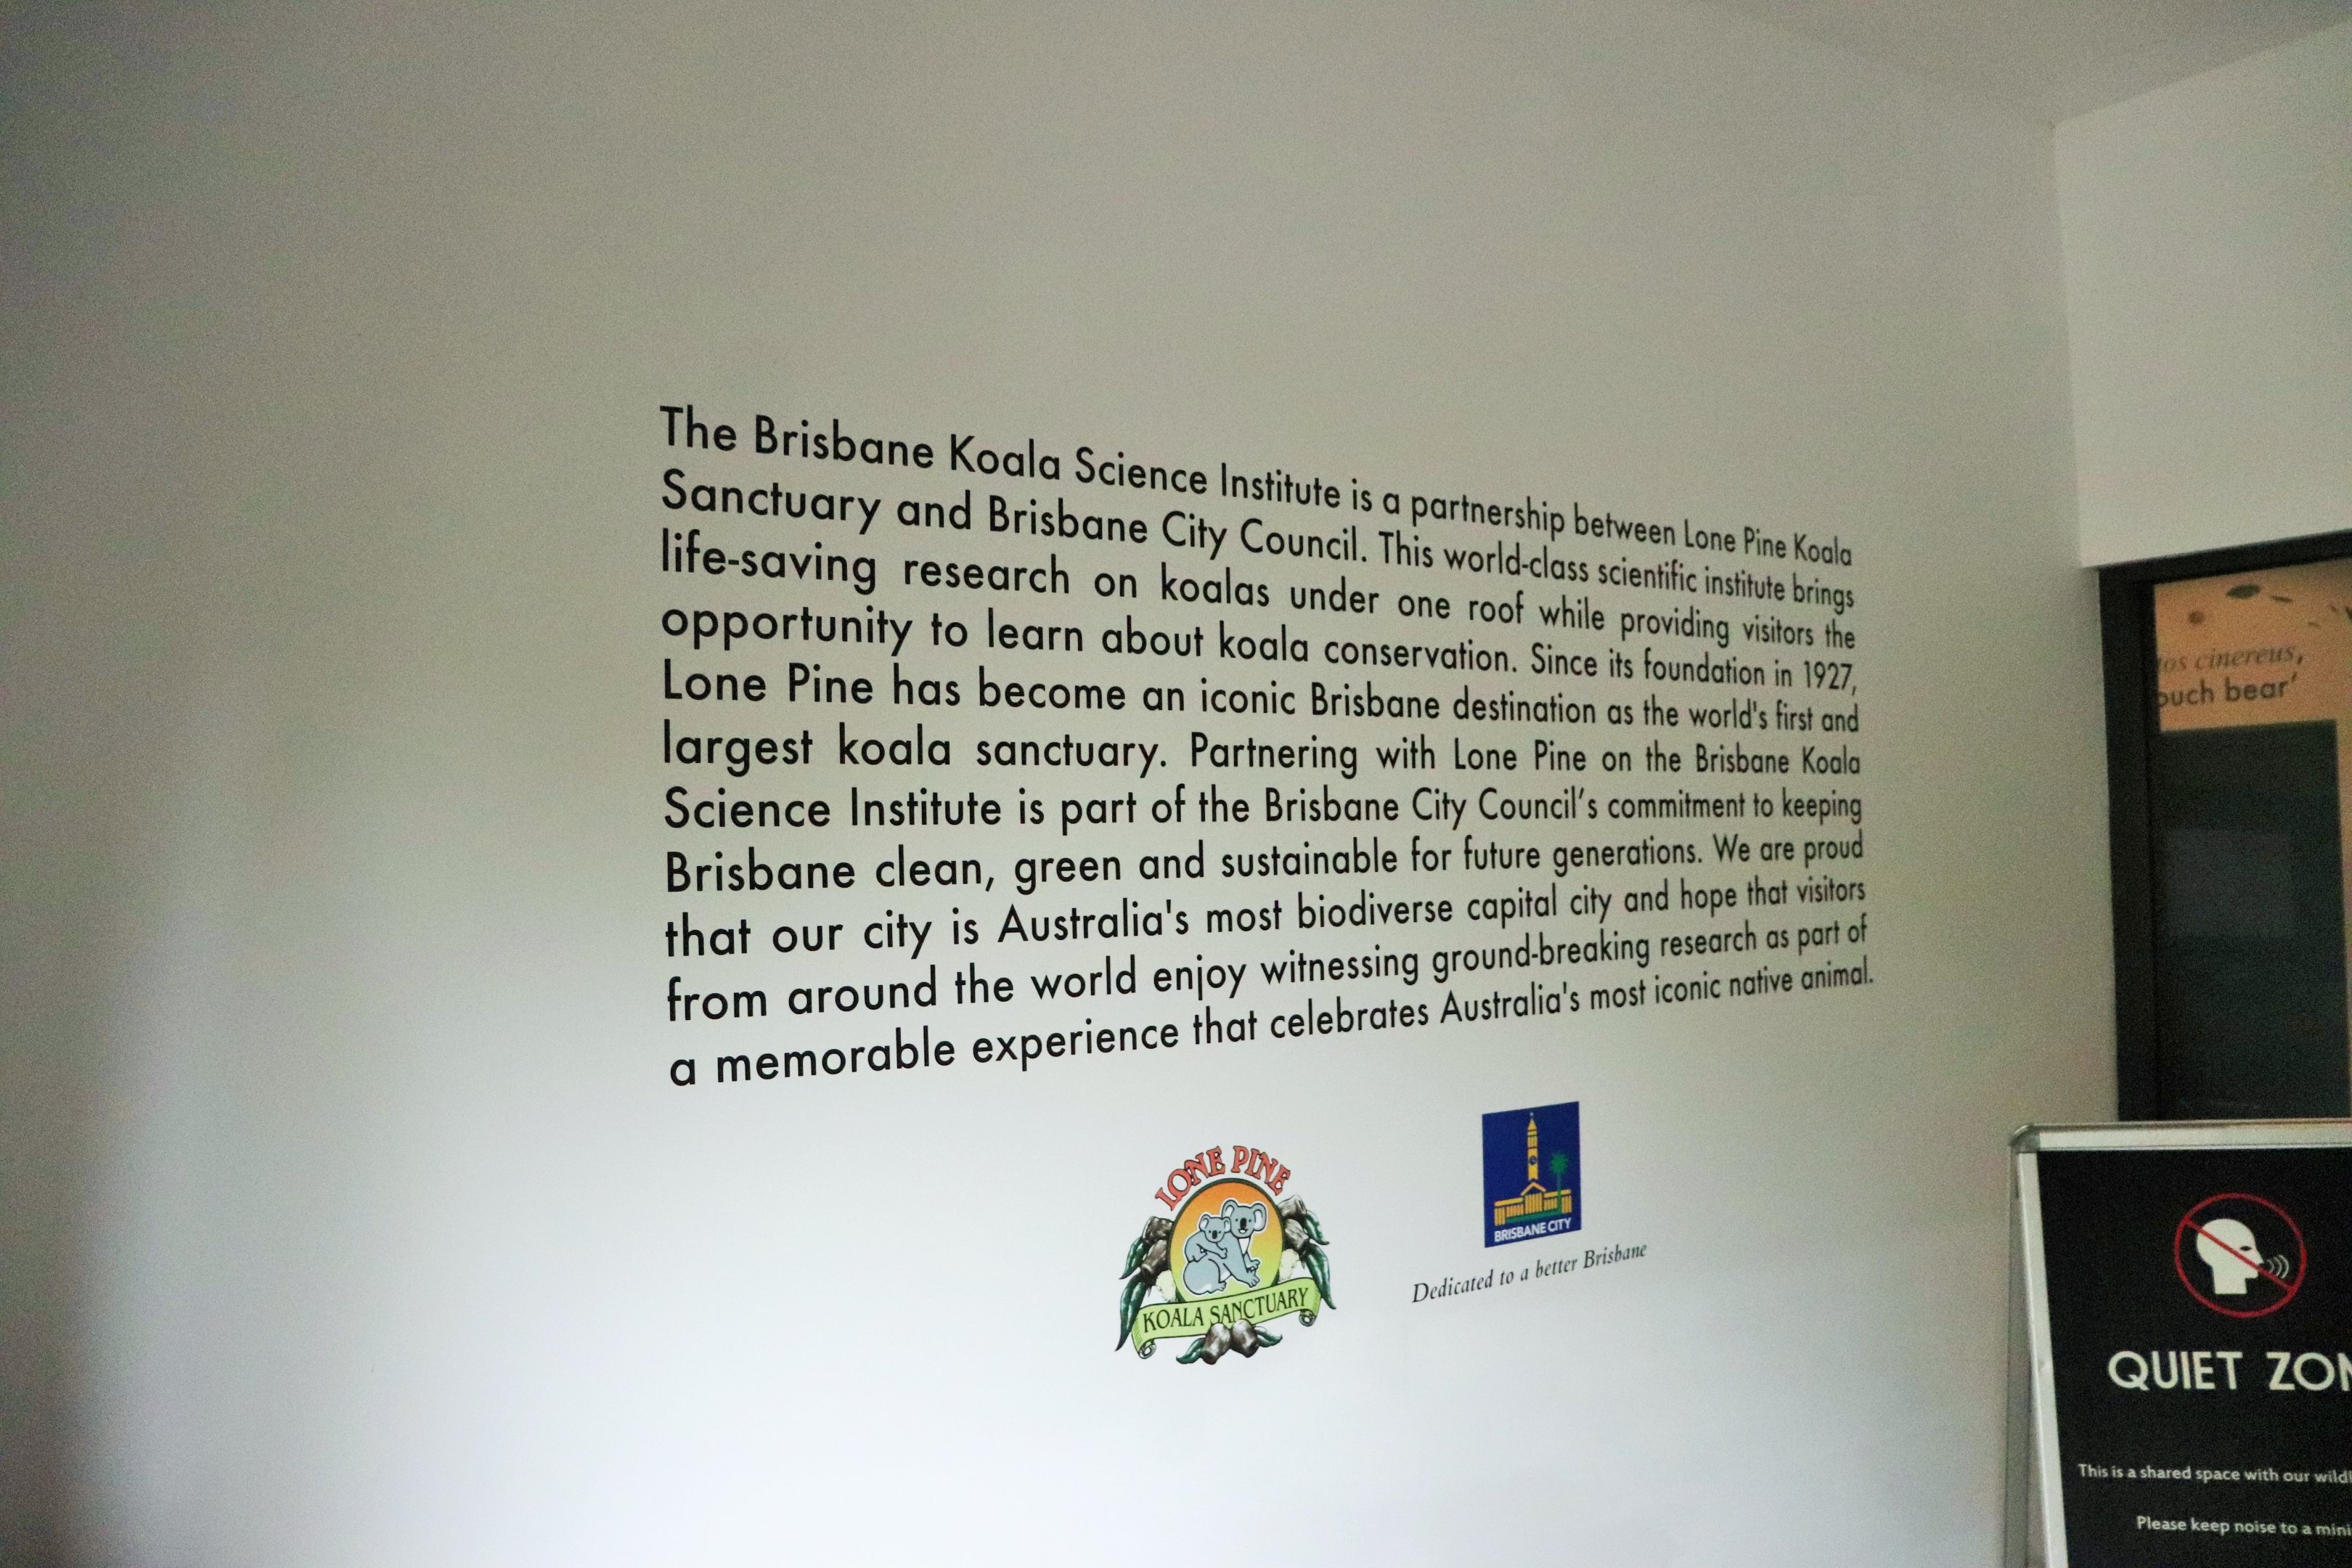 The Brisbane Koala Science Institute is a partnership between Lone Pine Koala
Sanctuary and Brisbane City Council. This world-class scientific institute brings
life-saving research on koalas under one roof while providing visitors the
opportunity to learn about koala conservation. Since its foundation in 1927,
Lone Pine has become an iconic Brisbane destination as the world's first and
largest koala sanctuary. Partnering with Lone Pine on the Brisbane Koala
Science Institute is part of the Brisbane City Council's commitment to keeping
Brisbane clean, green and sustainable for future generations. We are proud
that our city is Australia's most biodiverse capital city and hope that visitors
from around the world enjoy witnessing ground-breaking research as part of
a memorable experience that celebrates Australia's most iconic native animal.
LONE PINE
KOALA SANCTUARY
BRISBANE CITY
Dedicated to a better Brisbane
cinereus,
bear'
QUIET
This is a shared space with our
Please keep noise to a